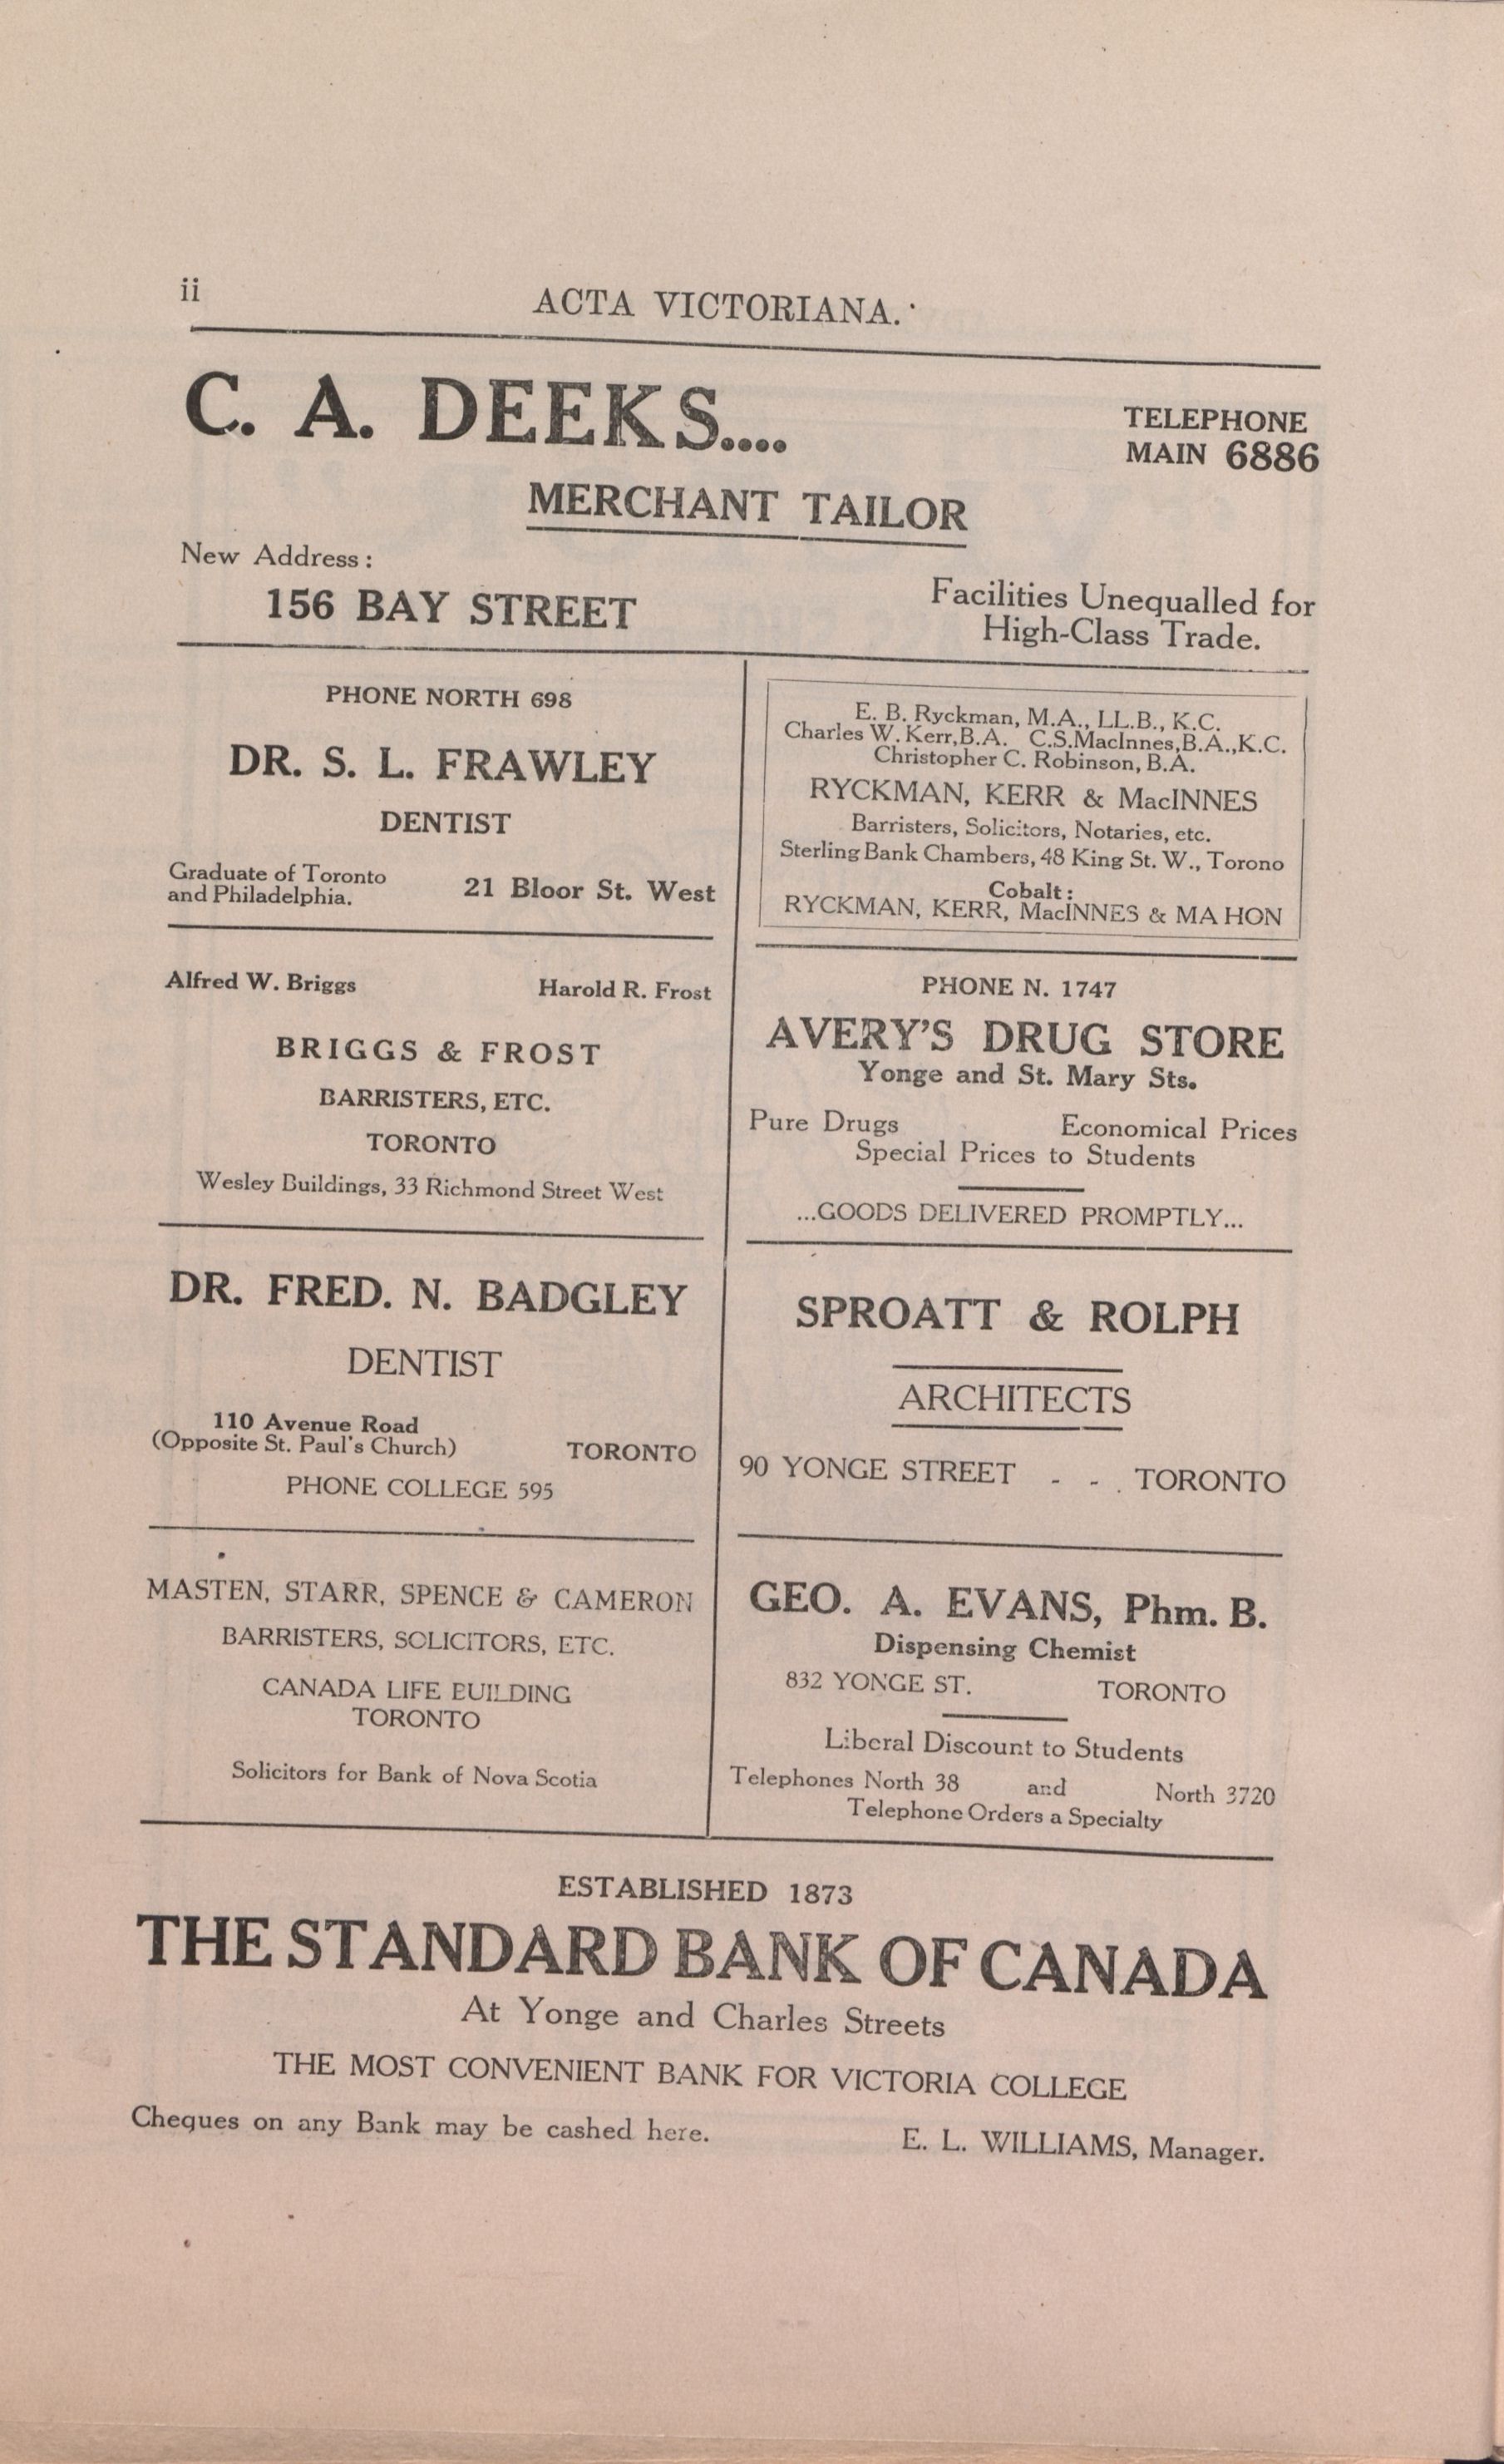 ii
ACTA VICTORIANA.
C. A. DEEKS....
TELEPHONE
MAIN 6886
MERCHANT TAILOR
New Address:
156 BAY STREET
Facilities Unequalled for
High-Class Trade.
PHONE NORTH 698
DR. S. L. FRAWLEY
DENTIST
Graduate of Toronto
and Philadelphia.
21 Bloor St. West
Alfred W. Briggs Harold R. Frost
BRIGGS & FROST
BARRISTERS, ETC.
TORONTO
Wesley Buildings, 33 Richmond Street West
DR. FRED. N. BADGLEY
DENTIST
110 Avenue Road
(Opposite St. Paul's Church) TORONTO
PHONE COLLEGE 595
MASTEN, STARR, SPENCE & CAMERON
BARRISTERS, SOLICITORS, ETC.
CANADA LIFE BUILDING
TORONTO
Solicitors for Bank of Nova Scotia
E. B. Ryckman, M.A., LL.B., K.C.
Charles W. Kerr, B.A. C.S. MacInnes, B.A., K.C.
Christopher C. Robinson, B.A.
RYCKMAN, KERR & MacINNES
Barristers, Solicitors, Notaries, etc.
Sterling Bank Chambers, 48 King St. W., Torono
Cobalt:
RYCKMAN, KERR, MacINNES & MA HON
PHONE N. 1747
AVERY'S DRUG STORE
Yonge and St. Mary Sts.
Pure Drugs Economical Prices
Special Prices to Students
...GOODS DELIVERED PROMPTLY...
SPROATT & ROLPH
ARCHITECTS
90 YONGE STREET - - . TORONTO
GEO. A. EVANS, Phm. B.
Dispensing Chemist
832 YONGE ST. TORONTO
Liberal Discount to Students
Telephones North 38 and North 3720
Telephone Orders a Specialty
ESTABLISHED 1873
THE STANDARD BANK OF CANADA
At Yonge and Charles Streets
THE MOST CONVENIENT BANK FOR VICTORIA COLLEGE
Cheques on any Bank may be cashed here. E. L. WILLIAMS, Manager.